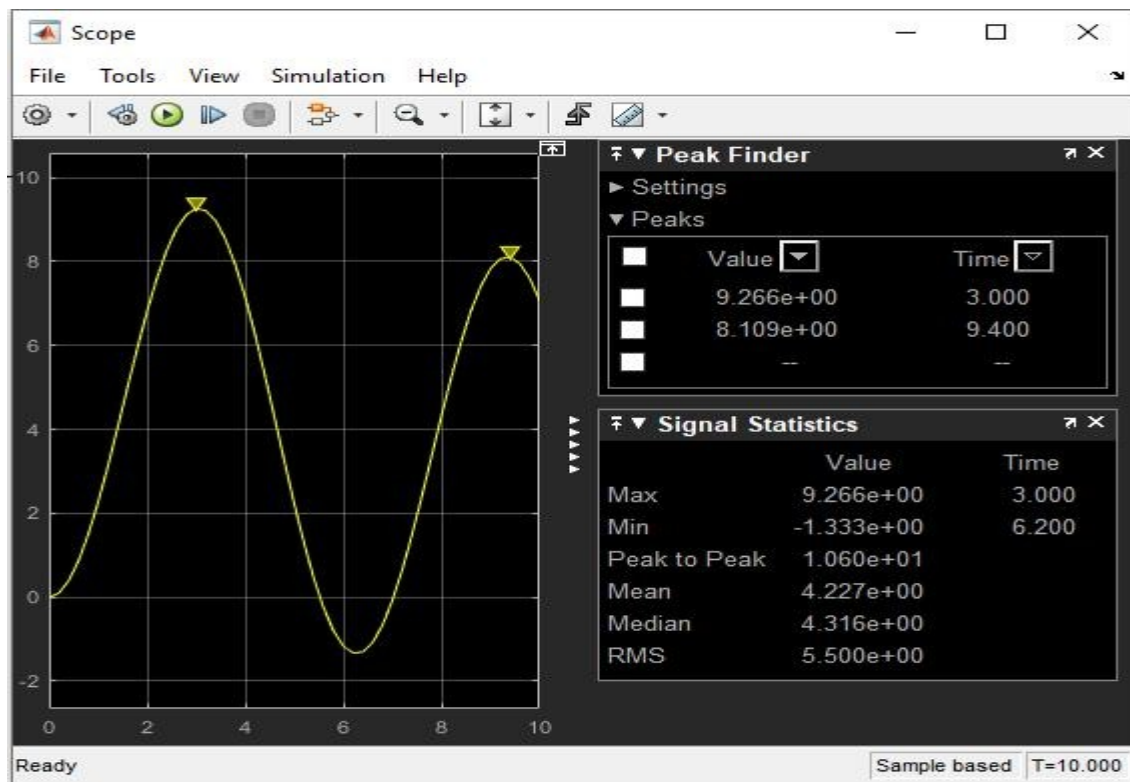 Scope
File Tools View Simulation Help
10
8
6
4
2
0
-2
0 2 4 6 8 10
Peak Finder
Settings
Peaks
Value Time
9.266e+00 3.000
8.109e+00 9.400
-- --
Signal Statistics
Value Time
Max 9.266e+00 3.000
Min -1.333e+00 6.200
Peak to Peak 1.060e+01
Mean 4.227e+00
Median 4.316e+00
RMS 5.500e+00
Ready Sample based T=10.000